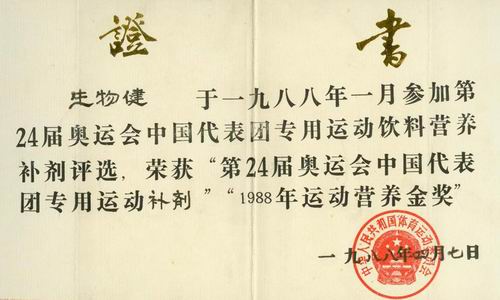 證書
生物健 于一九八八年一月参加第
24届奥运会中国代表团专用运动饮料营养
补剂评选，荣获“第24届奥运会中国代表
团专用运动补剂”“1988年运动营养金奖”
中华人民共和国体育运动委员会
一九八八年四月七日